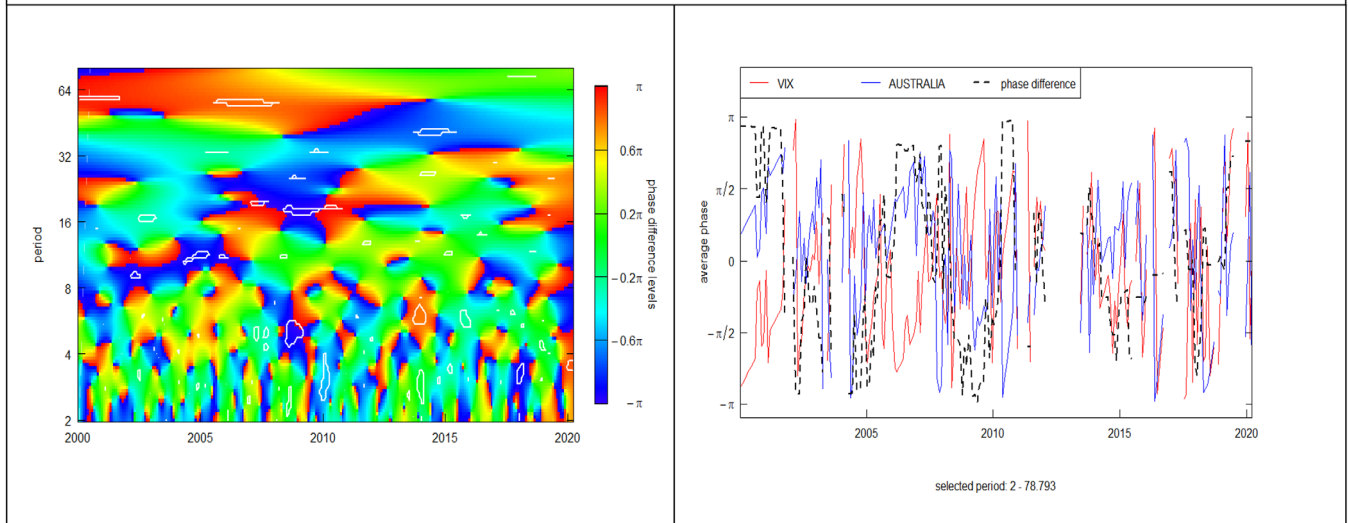 64
32
16
8
4
2
period
2000
2005
2010
2015
2020
π
0.6π
0.2π
−0.2π
−0.6π
−π
phase difference levels
VIX
AUSTRALIA
phase difference
π
π/2
0
−π/2
−π
average phase
2005
2010
2015
2020
selected period: 2 - 78.793